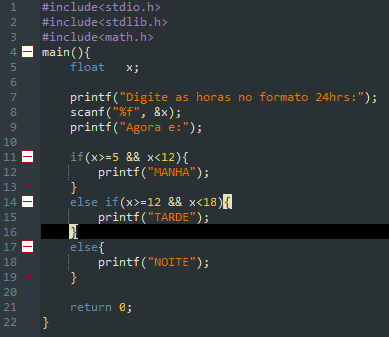 1 #include<stdio.h>
2 #include<stdlib.h>
3 #include<math.h>
4 main(){
5 float x;
6
7 printf("Digite as horas no formato 24hrs:");
8 scanf("%f", &x);
9 printf("Agora e:");
10
11 if(x>=5 && x<12){
12 printf("MANHA");
13 }
14 else if(x>=12 && x<18){
15 printf("TARDE");
16 }
17 else{
18 printf("NOITE");
19 }
20
21 return 0;
22 }